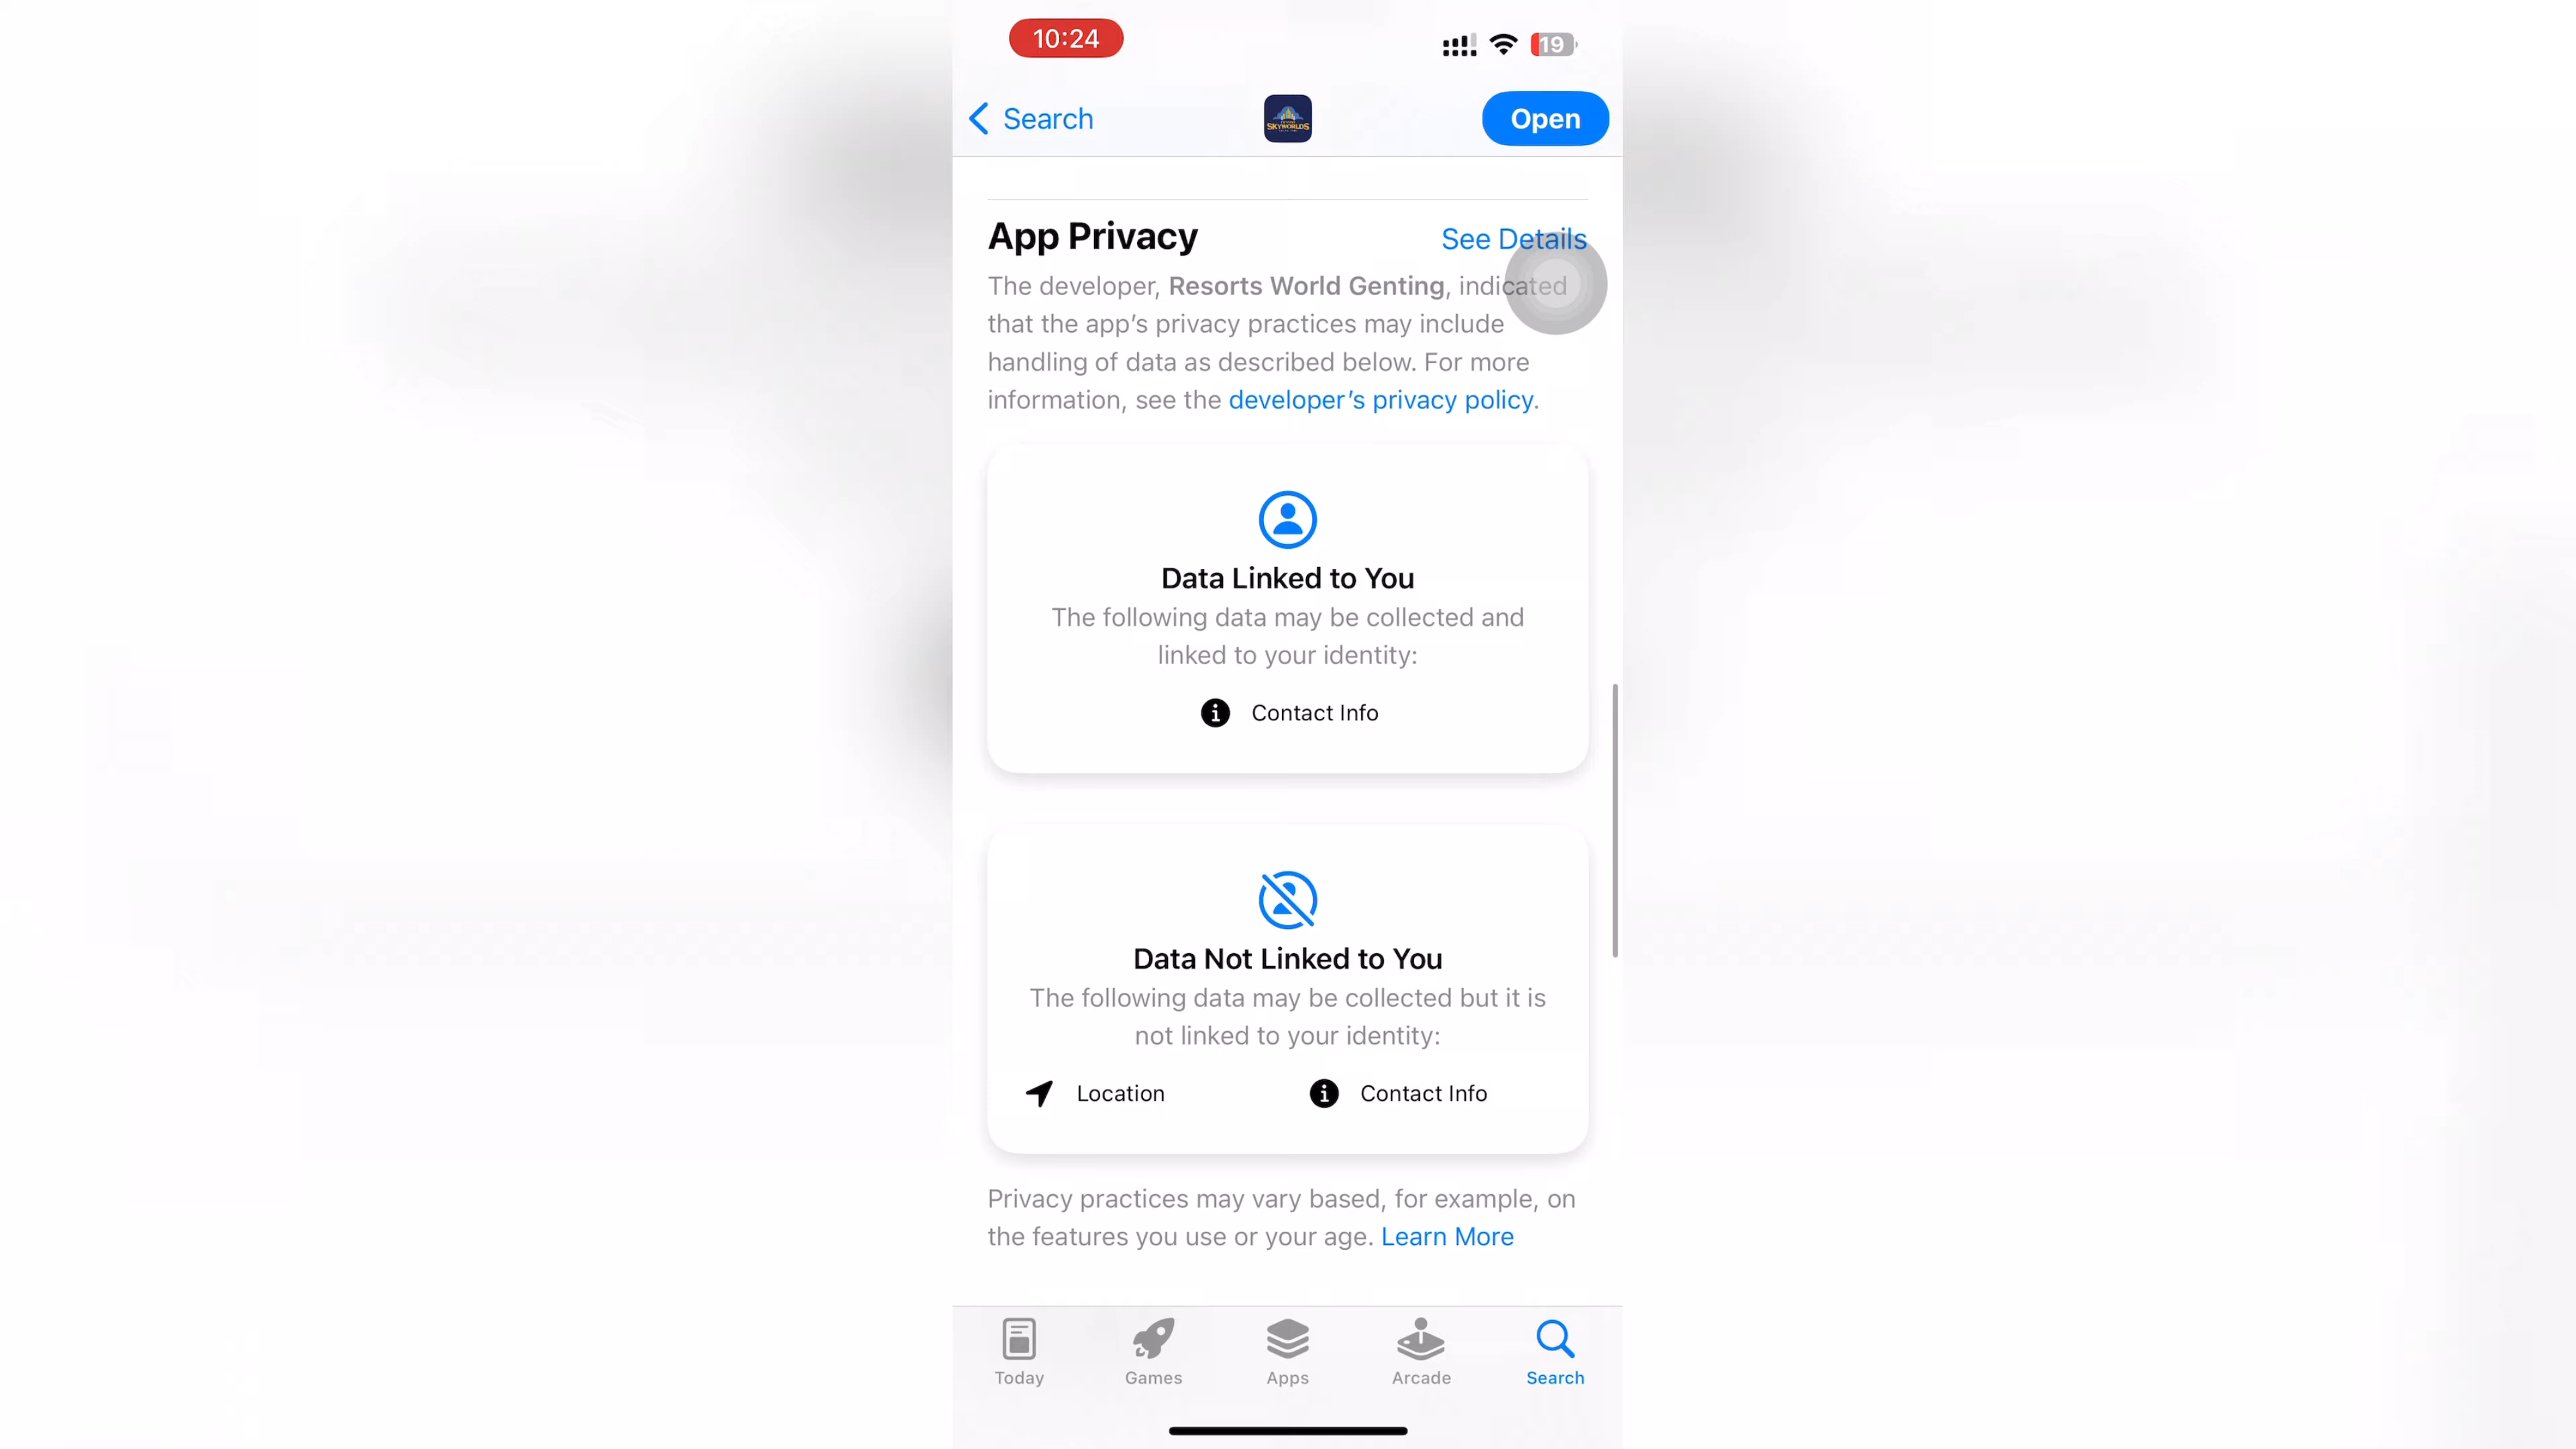 10:24
19
Search
SKYWORLDS
Open
App Privacy
See Details
The developer, Resorts World Genting, indicated
that the app's privacy practices may include
handling of data as described below. For more
information, see the developer's privacy policy.
Data Linked to You
The following data may be collected and
linked to your identity:
Contact Info
Data Not Linked to You
The following data may be collected but it is
not linked to your identity:
Location
Contact Info
Privacy practices may vary based, for example, on
the features you use or your age. Learn More
Today
Games
Apps
Arcade
Search